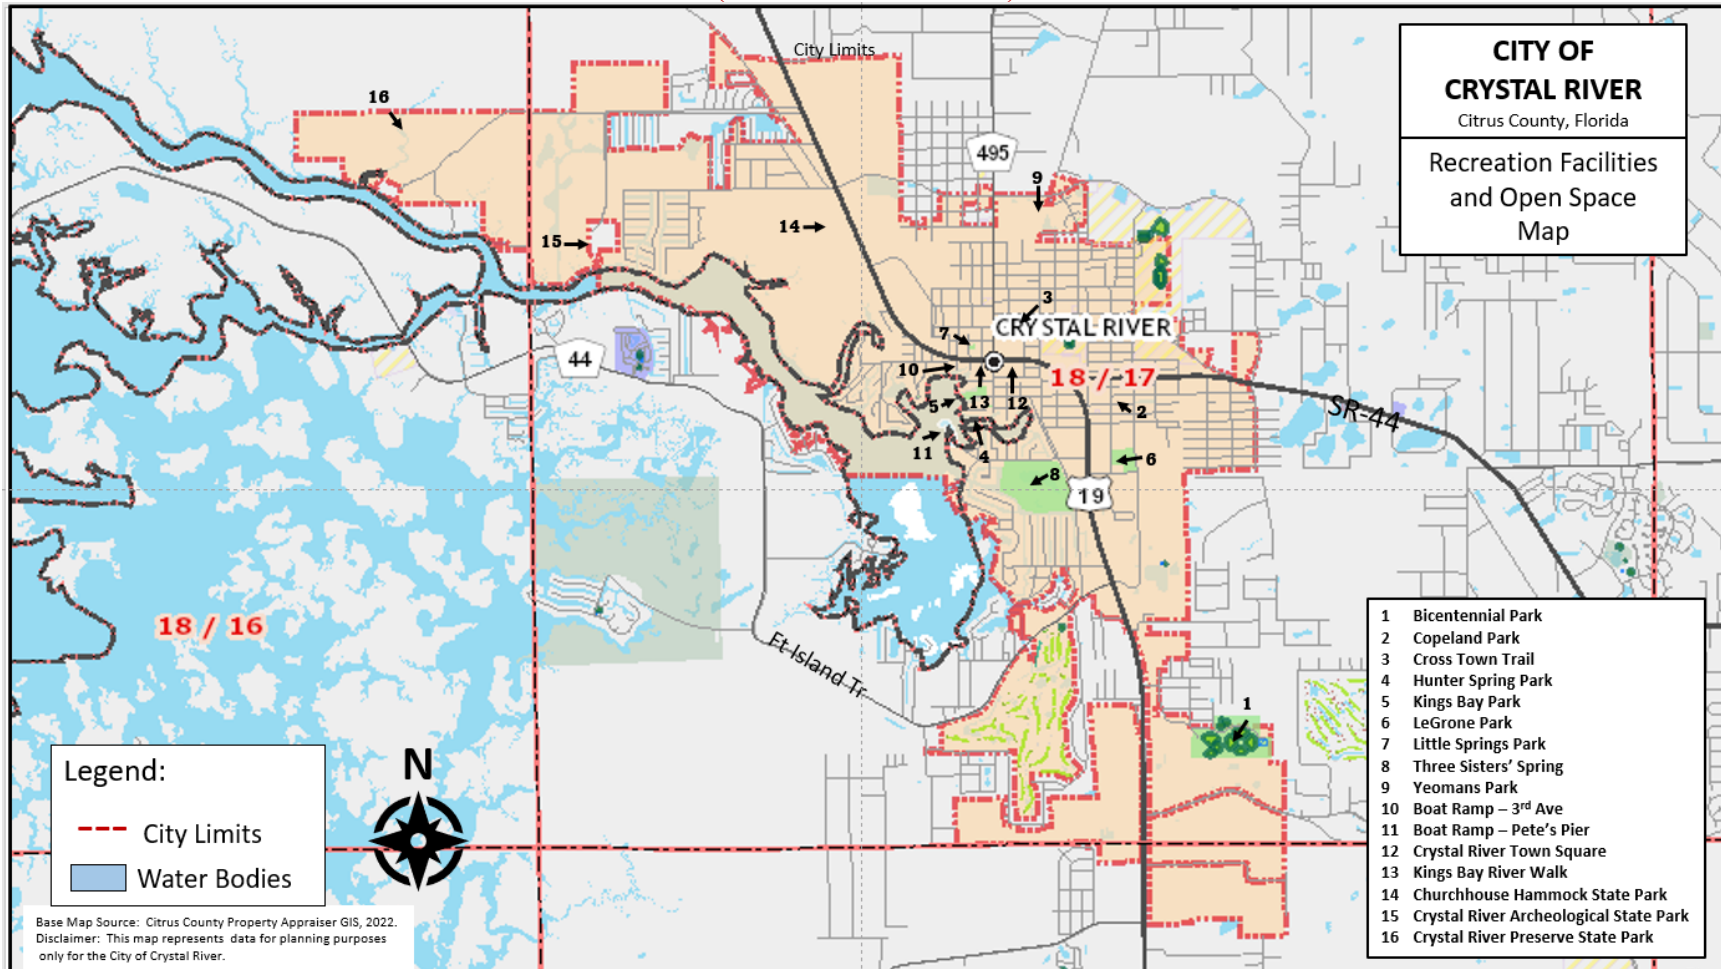 City Limits
CITY OF
CRYSTAL RIVER
Citrus County, Florida
Recreation Facilities
and Open Space
Map
16
495
9
14
15
3
CRYSTAL RIVER
7
44
10
18 / 17
5
13
12
2
SR-44
11
4
6
8
19
18 / 16
Ft Island Tr
1
1 Bicentennial Park
2 Copeland Park
3 Cross Town Trail
4 Hunter Spring Park
5 Kings Bay Park
6 LeGrone Park
7 Little Springs Park
8 Three Sisters’ Spring
9 Yeomans Park
10 Boat Ramp – 3rd Ave
11 Boat Ramp – Pete’s Pier
12 Crystal River Town Square
13 Kings Bay River Walk
14 Churchhouse Hammock State Park
15 Crystal River Archeological State Park
16 Crystal River Preserve State Park
N
Legend:
City Limits
Water Bodies
Base Map Source: Citrus County Property Appraiser GIS, 2022.
Disclaimer: This map represents data for planning purposes
only for the City of Crystal River.